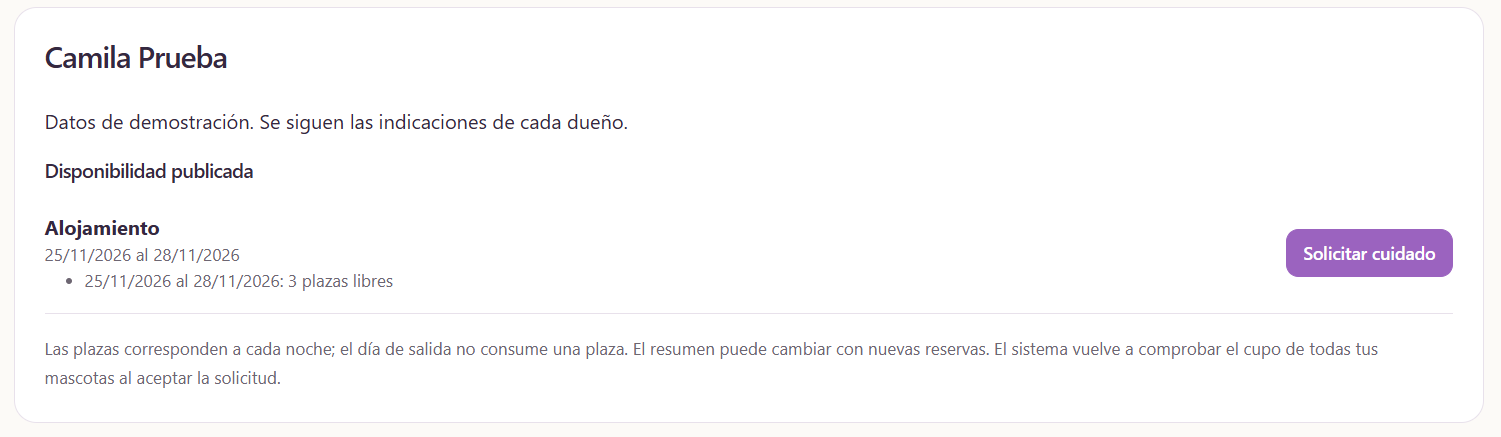 Camila Prueba
Datos de demostración. Se siguen las indicaciones de cada dueño.
Disponibilidad publicada
Alojamiento
25/11/2026 al 28/11/2026
• 25/11/2026 al 28/11/2026: 3 plazas libres
Solicitar cuidado
Las plazas corresponden a cada noche; el día de salida no consume una plaza. El resumen puede cambiar con nuevas reservas. El sistema vuelve a comprobar el cupo de todas tus
mascotas al aceptar la solicitud.